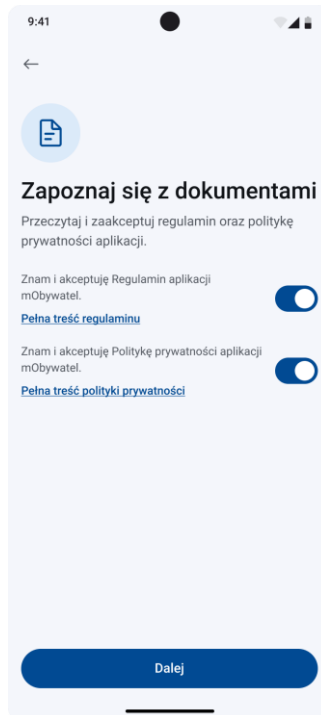 9:41
Zapoznaj się z dokumentami
Przeczytaj i zaakceptuj regulamin oraz politykę
prywatności aplikacji.
Znam i akceptuję Regulamin aplikacji
mObywatel.
Pełna treść regulaminu
Znam i akceptuję Politykę prywatności aplikacji
mObywatel.
Pełna treść polityki prywatności
Dalej